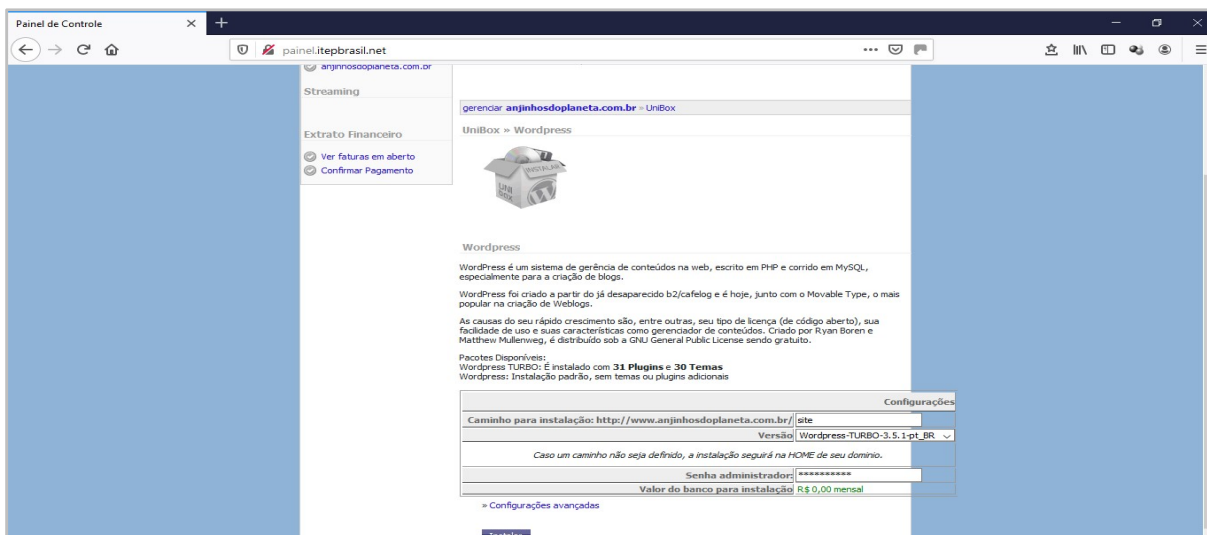 Painel de Controle
painel.itepbrasil.net
anjinhosdoplaneta.com.br
Streaming
Extrato Financeiro
Ver faturas em aberto
Confirmar Pagamento
gerenciar anjinhosdoplaneta.com.br » UniBox
UniBox » Wordpress
INSTALAR
UNI
BOX
Wordpress
WordPress é um sistema de gerência de conteúdos na web, escrito em PHP e corrido em MySQL,
especialmente para a criação de blogs.
WordPress foi criado a partir do já desaparecido b2/cafelog e é hoje, junto com o Movable Type, o mais
popular na criação de Weblogs.
As causas do seu rápido crescimento são, entre outras, seu tipo de licença (de código aberto), sua
facilidade de uso e suas características como gerenciador de conteúdos. Criado por Ryan Boren e
Matthew Mullenweg, é distribuído sob a GNU General Public License sendo gratuito.
Pacotes Disponíveis:
Wordpress TURBO: É instalado com 31 Plugins e 30 Temas
Wordpress: Instalação padrão, sem temas ou plugins adicionais
Configurações
Caminho para instalação: http://www.anjinhosdoplaneta.com.br/ site
Versão Wordpress-TURBO-3.5.1-pt_BR
Caso um caminho não seja definido, a instalação seguirá na HOME de seu dominio.
Senha administrador: **********
Valor do banco para instalação R$ 0,00 mensal
» Configurações avançadas